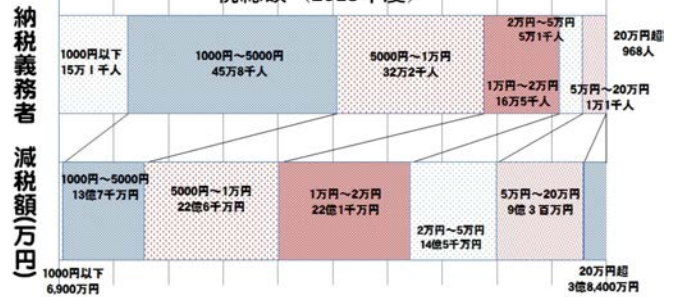 納税義務者
1000円以下
15万1千人
1000円~5000円
45万8千人
5000円~1万円
32万2千人
1万円~2万円
16万5千人
2万円~5万円
5万1千人
5万円~20万円
1万1千人
20万円超
968人
減税額(万円)
1000円以下
6,900万円
1000円~5000円
13億7千万円
5000円~1万円
22億6千万円
1万円~2万円
22億1千万円
2万円~5万円
14億5千万円
5万円~20万円
9億3百万円
20万円超
3億8,400万円